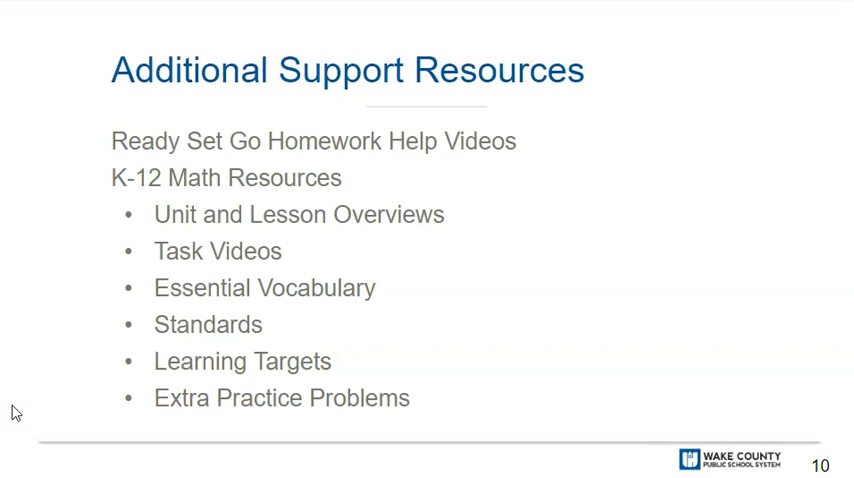 Additional Support Resources
Ready Set Go Homework Help Videos
K-12 Math Resources
• Unit and Lesson Overviews
• Task Videos
• Essential Vocabulary
• Standards
• Learning Targets
• Extra Practice Problems
WAKE COUNTY
PUBLIC SCHOOL SYSTEM
10